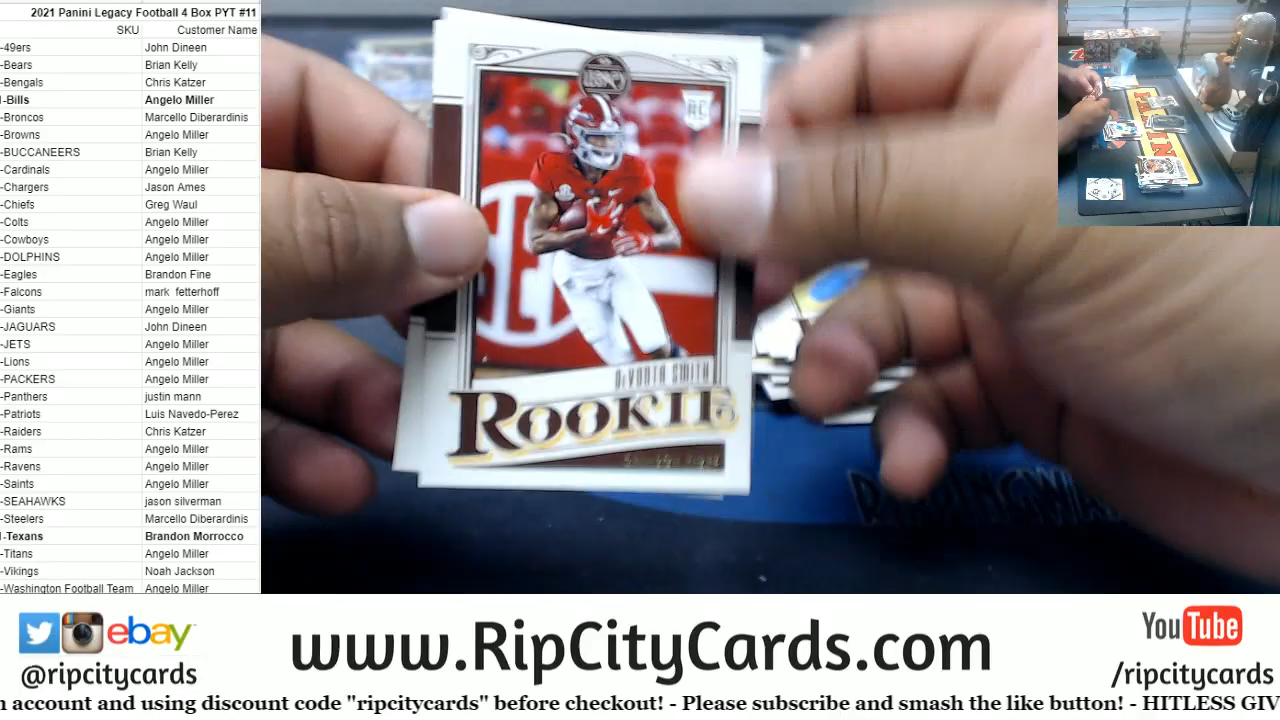 2021 Panini Legacy Football 4 Box PYT #11
SKU Customer Name
-49ers John Dineen
-Bears Brian Kelly
-Bengals Chris Katzer
-Bills Angelo Miller
-Broncos Marcello Diberardinis
-Browns Angelo Miller
-BUCCANEERS Brian Kelly
-Cardinals Angelo Miller
-Chargers Jason Ames
-Chiefs Greg Waul
-Colts Angelo Miller
-Cowboys Angelo Miller
-DOLPHINS Angelo Miller
-Eagles Brandon Fine
-Falcons mark fetterhoff
-Giants Angelo Miller
-JAGUARS John Dineen
-JETS Angelo Miller
-Lions Angelo Miller
-PACKERS Angelo Miller
-Panthers justin mann
-Patriots Luis Navedo-Perez
-Raiders Chris Katzer
-Rams Angelo Miller
-Ravens Angelo Miller
-Saints Angelo Miller
-SEAHAWKS jason silverman
-Steelers Marcello Diberardinis
-Texans Brandon Morrocco
-Titans Angelo Miller
-Vikings Noah Jackson
-Washington Football Team Angelo Miller
LEGACY
RC
DeVONTA SMITH
ROOKIE
PANINI
ebay
@ripcitycards
www.RipCityCards.com
YouTube
/ripcitycards
account and using discount code "ripcitycards" before checkout! - Please subscribe and smash the like button! - HITLESS